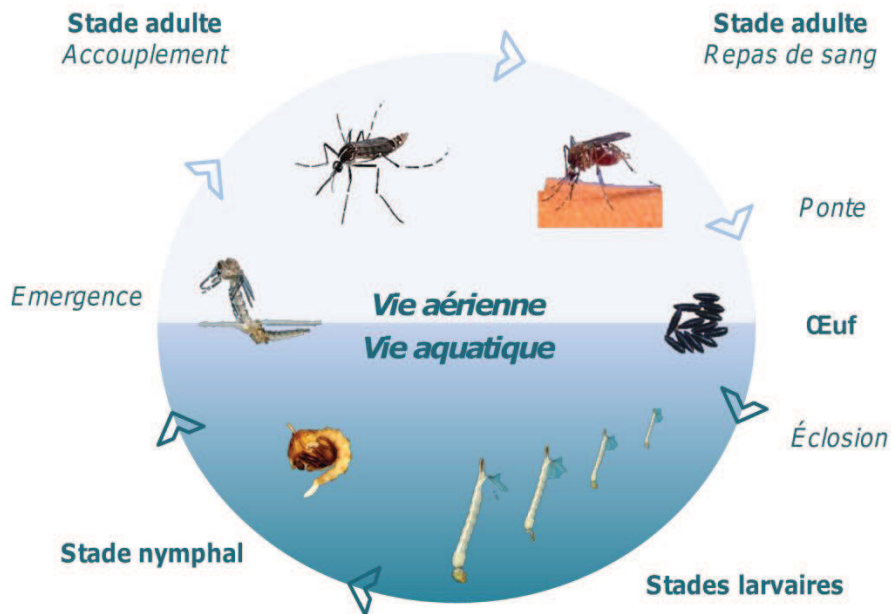 Stade adulte
Accouplement
Stade adulte
Repas de sang
Ponte
Emergence
Vie aérienne
Vie aquatique
Œuf
Éclosion
Stade nymphal
Stades larvaires